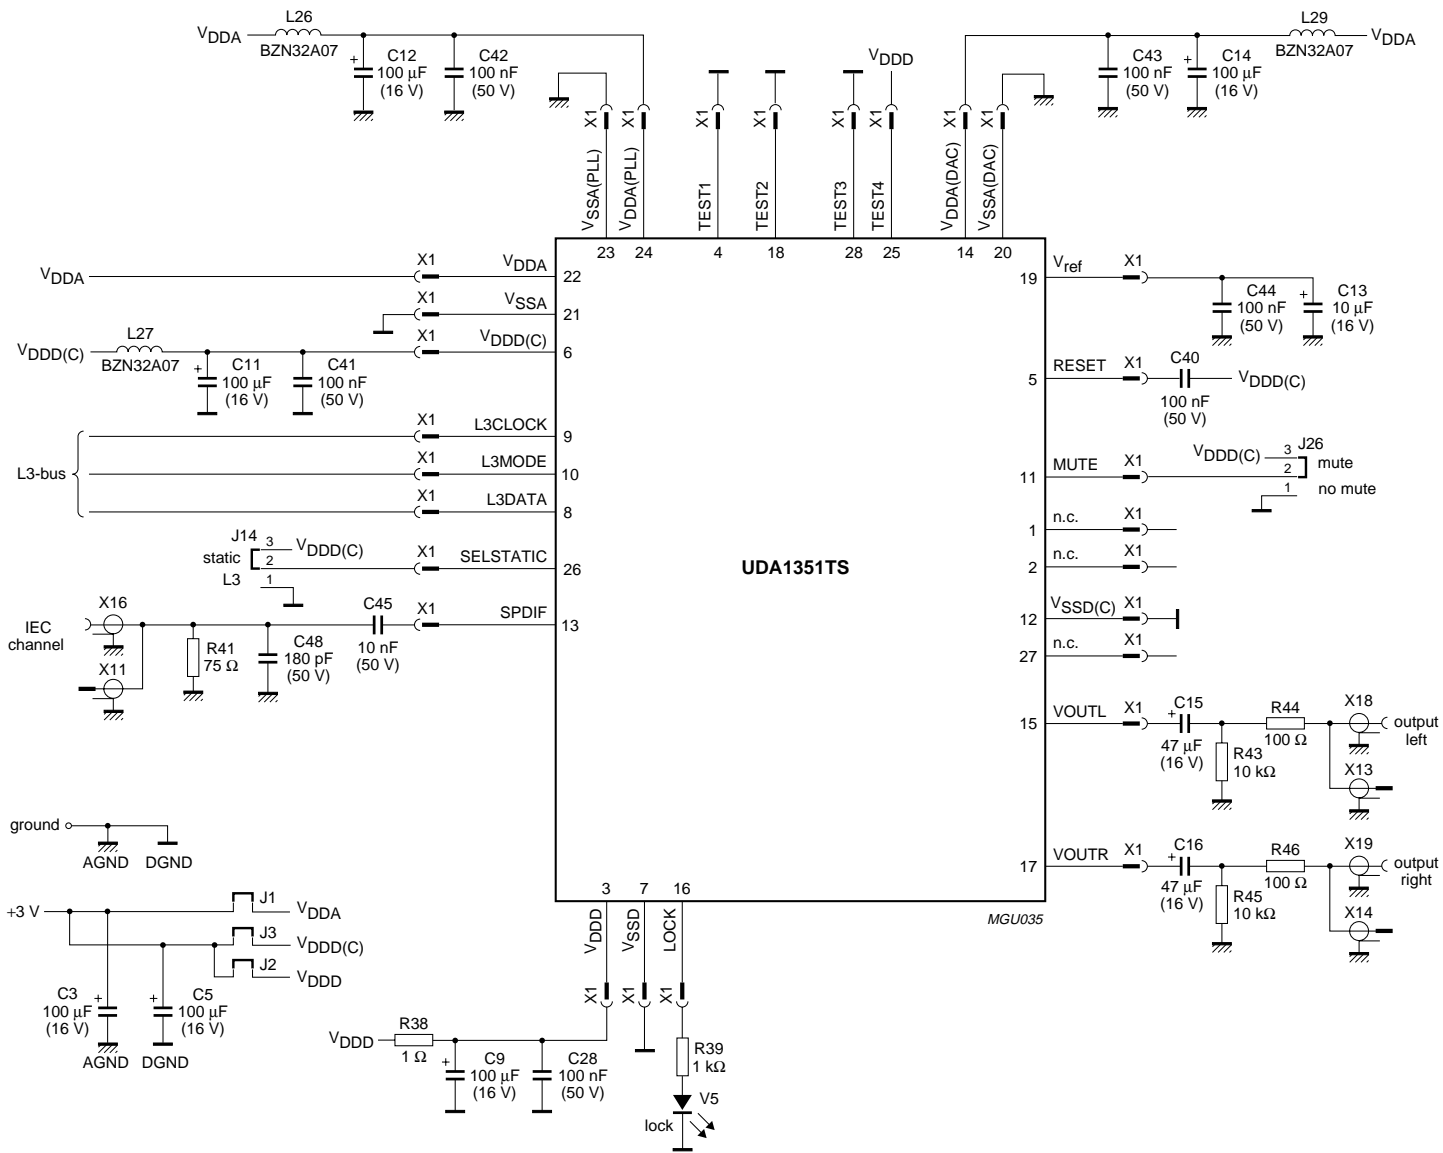 L26
VDDA
BZN32A07
C12
100 µF
(16 V)
+
C42
100 nF
(50 V)
VDDD
C43
100 nF
(50 V)
C14
100 µF
(16 V)
+
L29
BZN32A07
VDDA
X1
X1
X1
X1
X1
X1
X1
X1
VSSA(PLL)
VDDA(PLL)
TEST1
TEST2
TEST3
TEST4
VDDA(DAC)
VSSA(DAC)
23
24
4
18
28
25
14
20
VDDA
X1
VDDA
22
X1
VSSA
21
VDDD(C)
L27
BZN32A07
X1
VDDD(C)
6
+
C11
100 µF
(16 V)
C41
100 nF
(50 V)
L3-bus
X1
L3CLOCK
9
X1
L3MODE
10
X1
L3DATA
8
J14
static
L3
3
2
1
VDDD(C)
X1
SELSTATIC
26
IEC
channel
X16
X11
R41
75 Ω
C48
180 pF
(50 V)
C45
10 nF
(50 V)
X1
SPDIF
13
UDA1351TS
19
Vref
X1
C44
100 nF
(50 V)
+
C13
10 µF
(16 V)
5
RESET
X1
C40
100 nF
(50 V)
VDDD(C)
11
MUTE
X1
VDDD(C)
3
2
1
J26
mute
no mute
1
n.c.
X1
2
n.c.
X1
12
VSSD(C)
X1
27
n.c.
X1
15
VOUTL
X1
+
C15
47 µF
(16 V)
R43
10 kΩ
R44
100 Ω
X18
output
left
X13
17
VOUTR
X1
+
C16
47 µF
(16 V)
R45
10 kΩ
R46
100 Ω
X19
output
right
X14
MGU035
ground
AGND
DGND
+3 V
J1
VDDA
J3
VDDD(C)
J2
VDDD
C3
100 µF
(16 V)
+
AGND
C5
100 µF
(16 V)
+
DGND
3
7
16
VDDD
VSSD
LOCK
X1
X1
X1
VDDD
R38
1 Ω
+
C9
100 µF
(16 V)
C28
100 nF
(50 V)
R39
1 kΩ
V5
lock